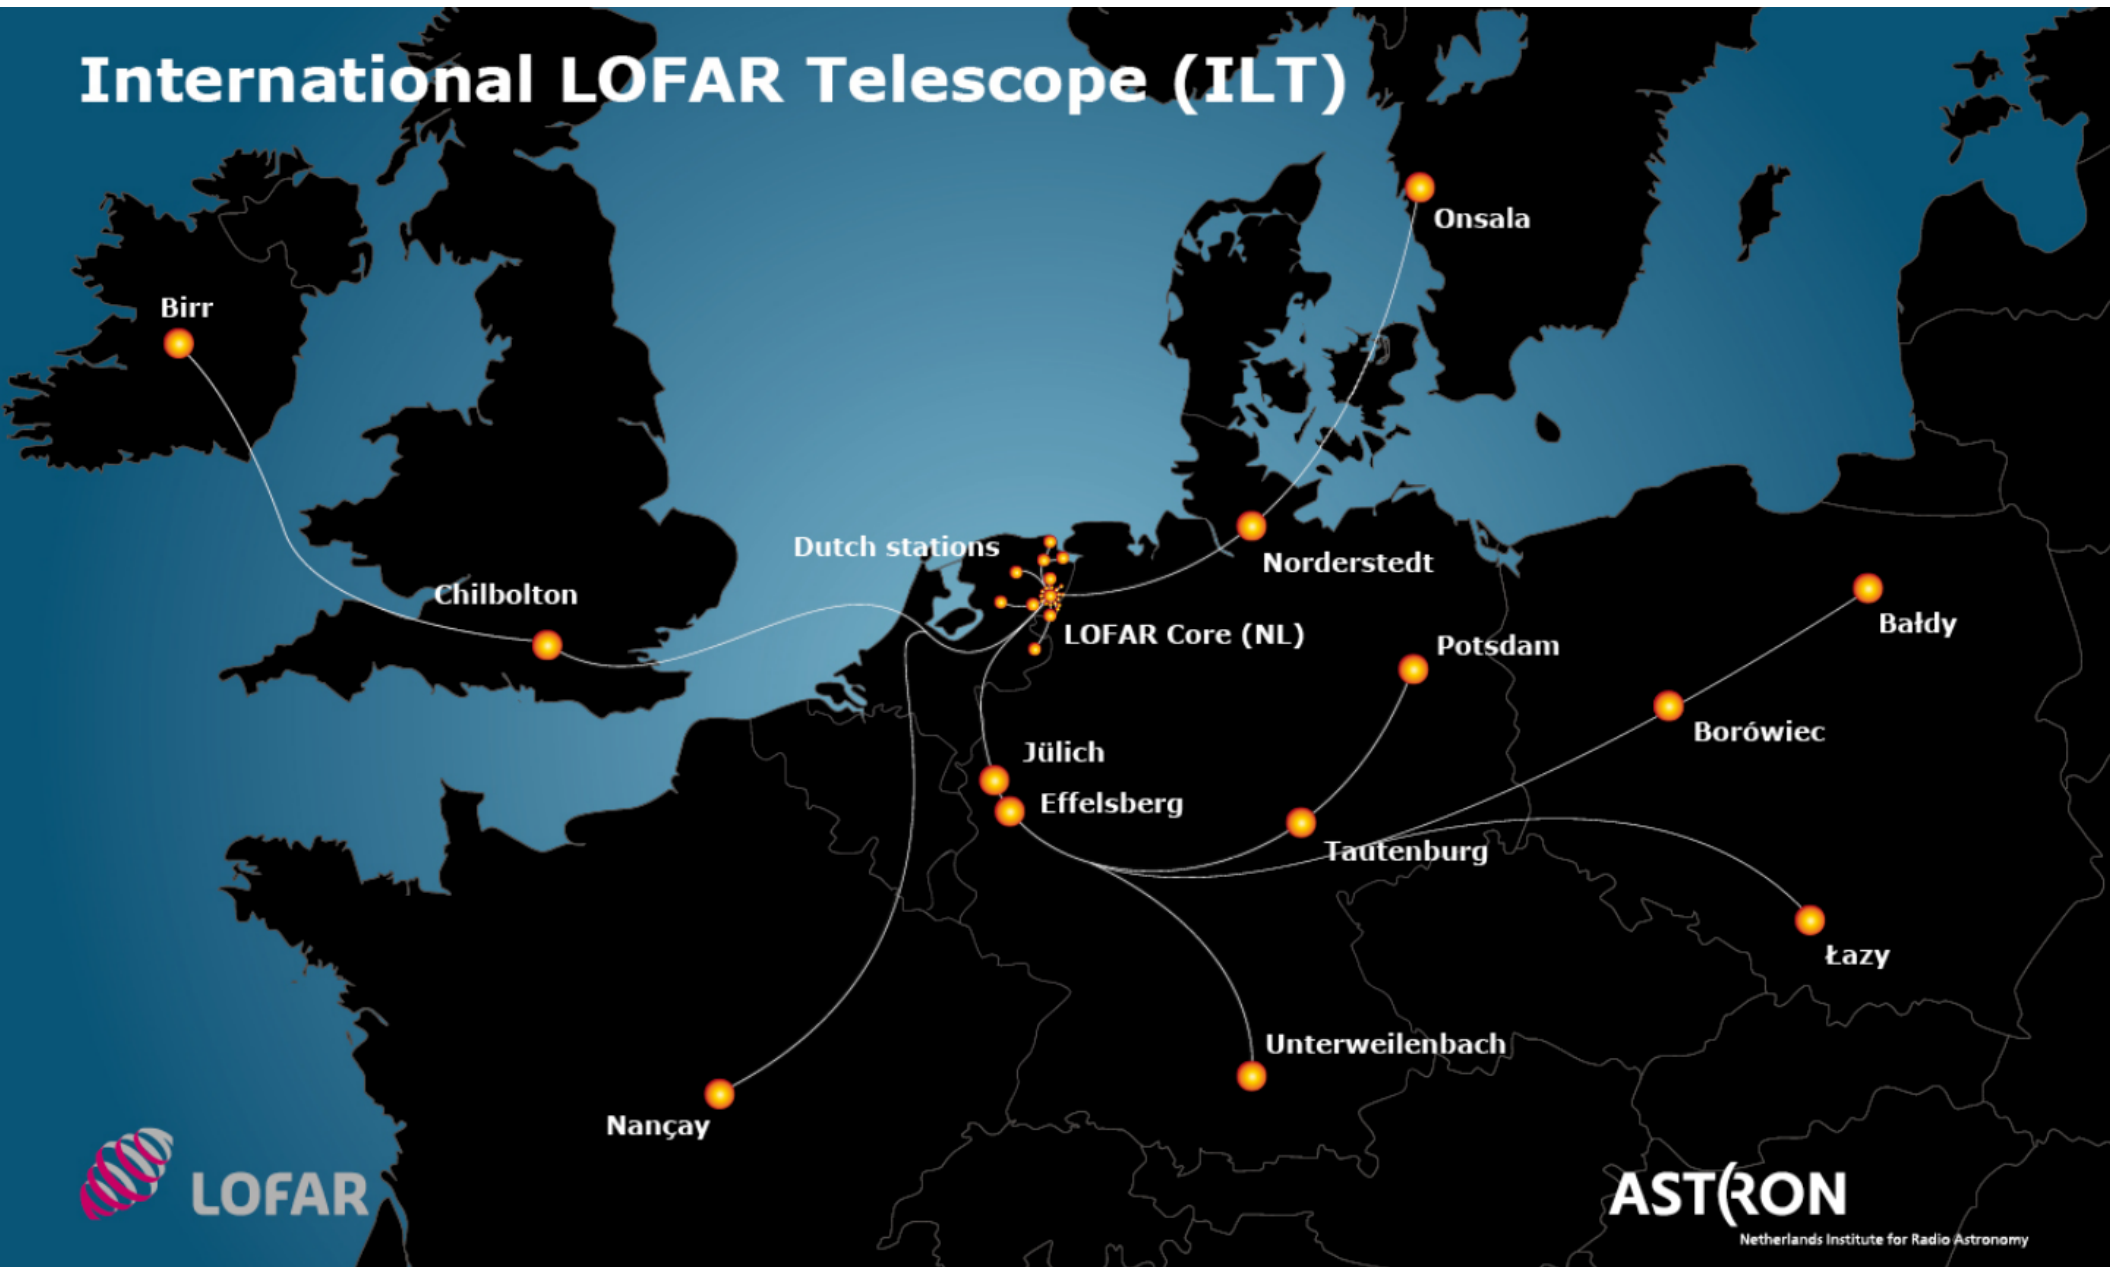 International LOFAR Telescope (ILT)
Onsala
Birr
Dutch stations
Norderstedt
Chilbolton
Bałdy
LOFAR Core (NL)
Potsdam
Borówiec
Jülich
Effelsberg
Tautenburg
Łazy
Unterweilenbach
Nançay
LOFAR
ASTRON
Netherlands Institute for Radio Astronomy